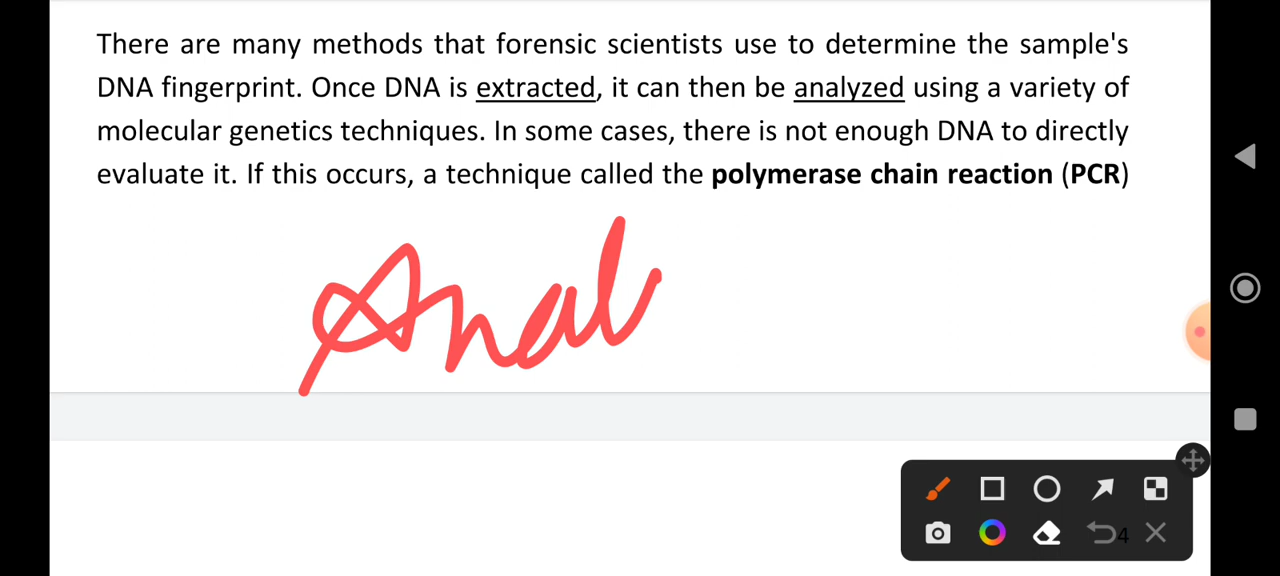 There are many methods that forensic scientists use to determine the sample's
DNA fingerprint. Once DNA is extracted, it can then be analyzed using a variety of
molecular genetics techniques. In some cases, there is not enough DNA to directly
evaluate it. If this occurs, a technique called the polymerase chain reaction (PCR)
Anal
4